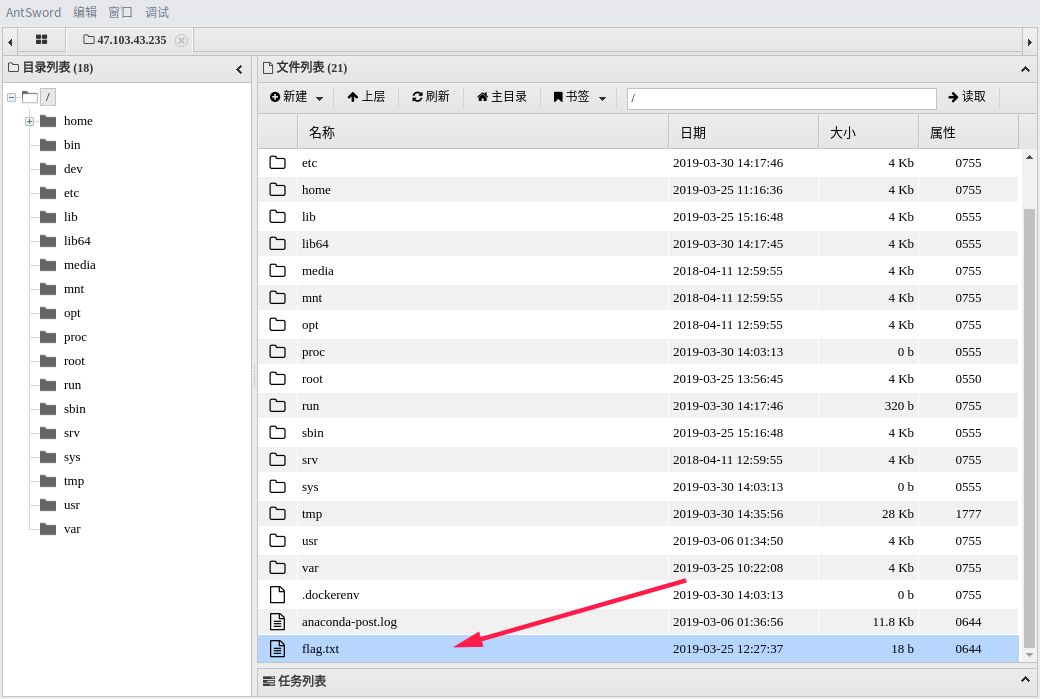 AntSword 编辑 窗口 调试
47.103.43.235
目录列表 (18)
/
home
bin
dev
etc
lib
lib64
media
mnt
opt
proc
root
run
sbin
srv
sys
tmp
usr
var
文件列表 (21)
新建 上层 刷新 主目录 书签 / 读取
名称 日期 大小 属性
etc 2019-03-30 14:17:46 4 Kb 0755
home 2019-03-25 11:16:36 4 Kb 0755
lib 2019-03-25 15:16:48 4 Kb 0555
lib64 2019-03-30 14:17:45 4 Kb 0555
media 2018-04-11 12:59:55 4 Kb 0755
mnt 2018-04-11 12:59:55 4 Kb 0755
opt 2018-04-11 12:59:55 4 Kb 0755
proc 2019-03-30 14:03:13 0 b 0555
root 2019-03-25 13:56:45 4 Kb 0550
run 2019-03-30 14:17:46 320 b 0755
sbin 2019-03-25 15:16:48 4 Kb 0555
srv 2018-04-11 12:59:55 4 Kb 0755
sys 2019-03-30 14:03:13 0 b 0555
tmp 2019-03-30 14:35:56 28 Kb 1777
usr 2019-03-06 01:34:50 4 Kb 0755
var 2019-03-25 10:22:08 4 Kb 0755
.dockerenv 2019-03-30 14:03:13 0 b 0755
anaconda-post.log 2019-03-06 01:36:56 11.8 Kb 0644
flag.txt 2019-03-25 12:27:37 18 b 0644
任务列表